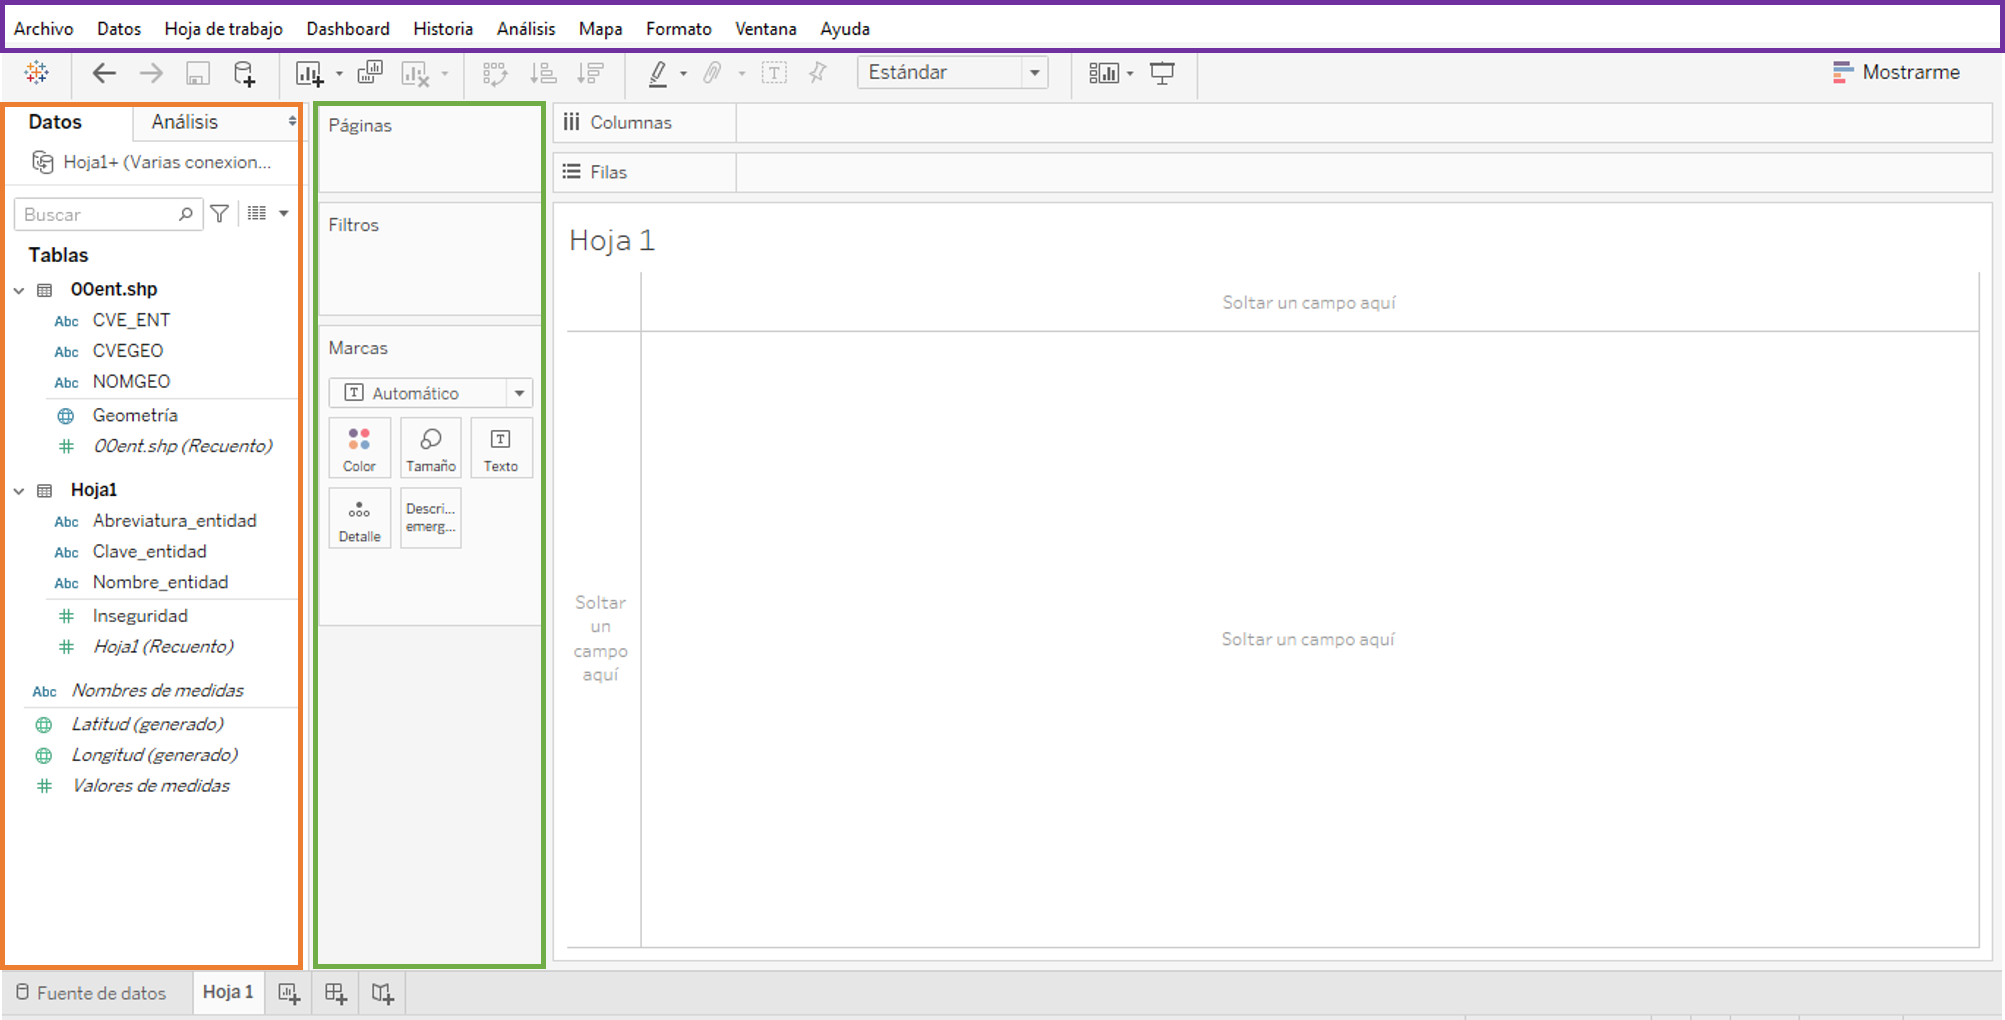 Archivo Datos Hoja de trabajo Dashboard Historia Análisis Mapa Formato Ventana Ayuda
Estándar
Mostrarme
Datos Análisis
Hoja1+ (Varias conexion...
Buscar
Tablas
00ent.shp
Abc CVE_ENT
Abc CVEGEO
Abc NOMGEO
Geometría
# 00ent.shp (Recuento)
Hoja1
Abc Abreviatura_entidad
Abc Clave_entidad
Abc Nombre_entidad
# Inseguridad
# Hoja1 (Recuento)
Abc Nombres de medidas
Latitud (generado)
Longitud (generado)
# Valores de medidas
Páginas
Filtros
Marcas
T Automático
Color Tamaño T Texto
Detalle Descri...
emerg...
Columnas
Filas
Hoja 1
Soltar un campo aquí
Soltar
un
campo
aquí
Soltar un campo aquí
Fuente de datos Hoja 1